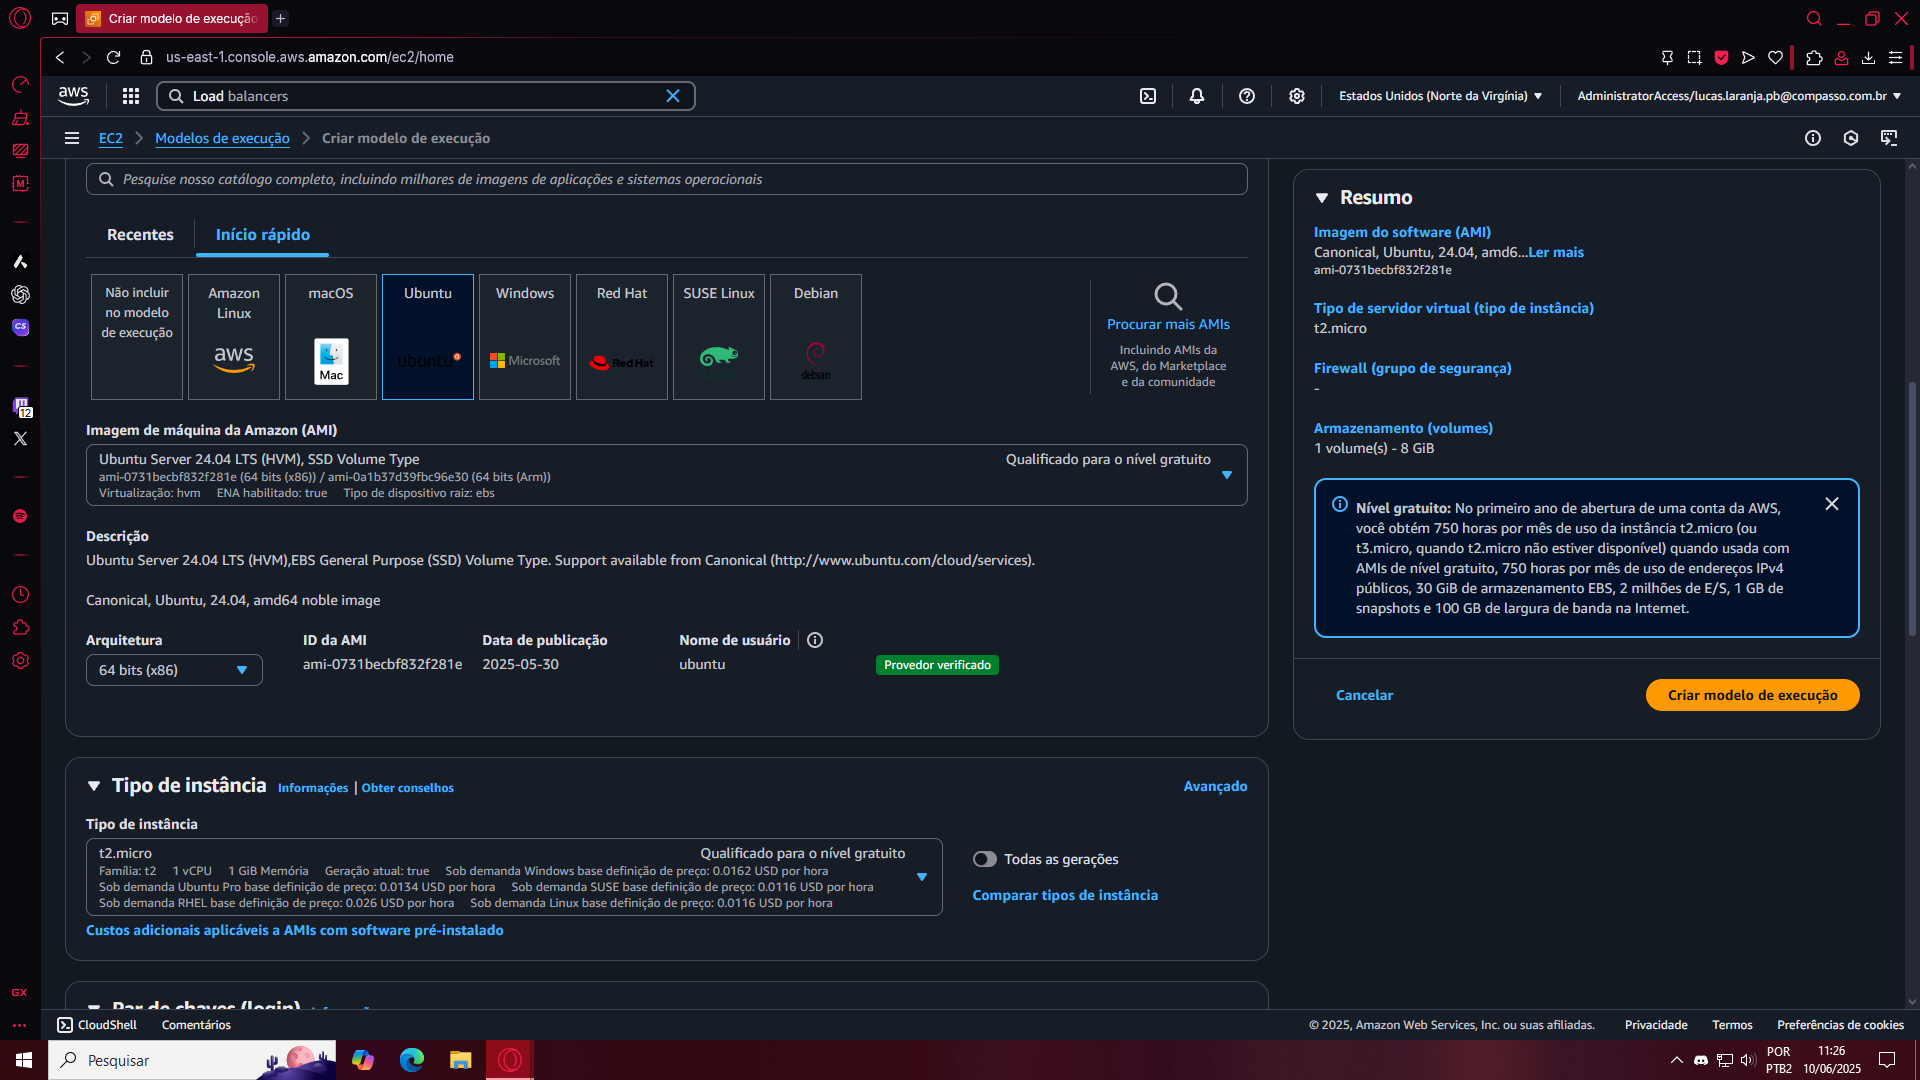 Criar modelo de execução
us-east-1.console.aws.amazon.com/ec2/home
aws
Load balancers
Estados Unidos (Norte da Virgínia)
AdministratorAccess/lucas.laranja.pb@compasso.com.br
EC2
Modelos de execução
Criar modelo de execução
Pesquise nosso catálogo completo, incluindo milhares de imagens de aplicações e sistemas operacionais
Recentes
Início rápido
Não incluir no modelo de execução
Amazon Linux
aws
macOS
Mac
Ubuntu
ubuntu
Windows
Microsoft
Red Hat
RedHat
SUSE Linux
Debian
debian
Procurar mais AMIs
Incluindo AMIs da
AWS, do Marketplace
e da comunidade
Imagem de máquina da Amazon (AMI)
Ubuntu Server 24.04 LTS (HVM), SSD Volume Type
Qualificado para o nível gratuito
ami-0731becbf832f281e (64 bits (x86)) / ami-0a1b37d39fbc96e30 (64 bits (Arm))
Virtualização: hvm ENA habilitado: true Tipo de dispositivo raiz: ebs
Descrição
Ubuntu Server 24.04 LTS (HVM),EBS General Purpose (SSD) Volume Type. Support available from Canonical (http://www.ubuntu.com/cloud/services).
Canonical, Ubuntu, 24.04, amd64 noble image
Arquitetura
64 bits (x86)
ID da AMI
ami-0731becbf832f281e
Data de publicação
2025-05-30
Nome de usuário
ubuntu
Provedor verificado
Tipo de instância
Informações | Obter conselhos
Avançado
Tipo de instância
t2.micro
Qualificado para o nível gratuito
Família: t2 1 vCPU 1 GiB Memória Geração atual: true Sob demanda Windows base definição de preço: 0.0162 USD por hora
Sob demanda Ubuntu Pro base definição de preço: 0.0134 USD por hora Sob demanda SUSE base definição de preço: 0.0116 USD por hora
Sob demanda RHEL base definição de preço: 0.026 USD por hora Sob demanda Linux base definição de preço: 0.0116 USD por hora
Todas as gerações
Comparar tipos de instância
Custos adicionais aplicáveis a AMIs com software pré-instalado
Par de chaves (login)
Resumo
Imagem do software (AMI)
Canonical, Ubuntu, 24.04, amd6...Ler mais
ami-0731becbf832f281e
Tipo de servidor virtual (tipo de instância)
t2.micro
Firewall (grupo de segurança)
-
Armazenamento (volumes)
1 volume(s) - 8 GiB
Nível gratuito: No primeiro ano de abertura de uma conta da AWS,
você obtém 750 horas por mês de uso da instância t2.micro (ou
t3.micro, quando t2.micro não estiver disponível) quando usada com
AMIs de nível gratuito, 750 horas por mês de uso de endereços IPv4
públicos, 30 GiB de armazenamento EBS, 2 milhões de E/S, 1 GB de
snapshots e 100 GB de largura de banda na Internet.
Cancelar
Criar modelo de execução
CS
12
GX
CloudShell
Comentários
© 2025, Amazon Web Services, Inc. ou suas afiliadas.
Privacidade
Termos
Preferências de cookies
Pesquisar
POR
PTB2
11:26
10/06/2025